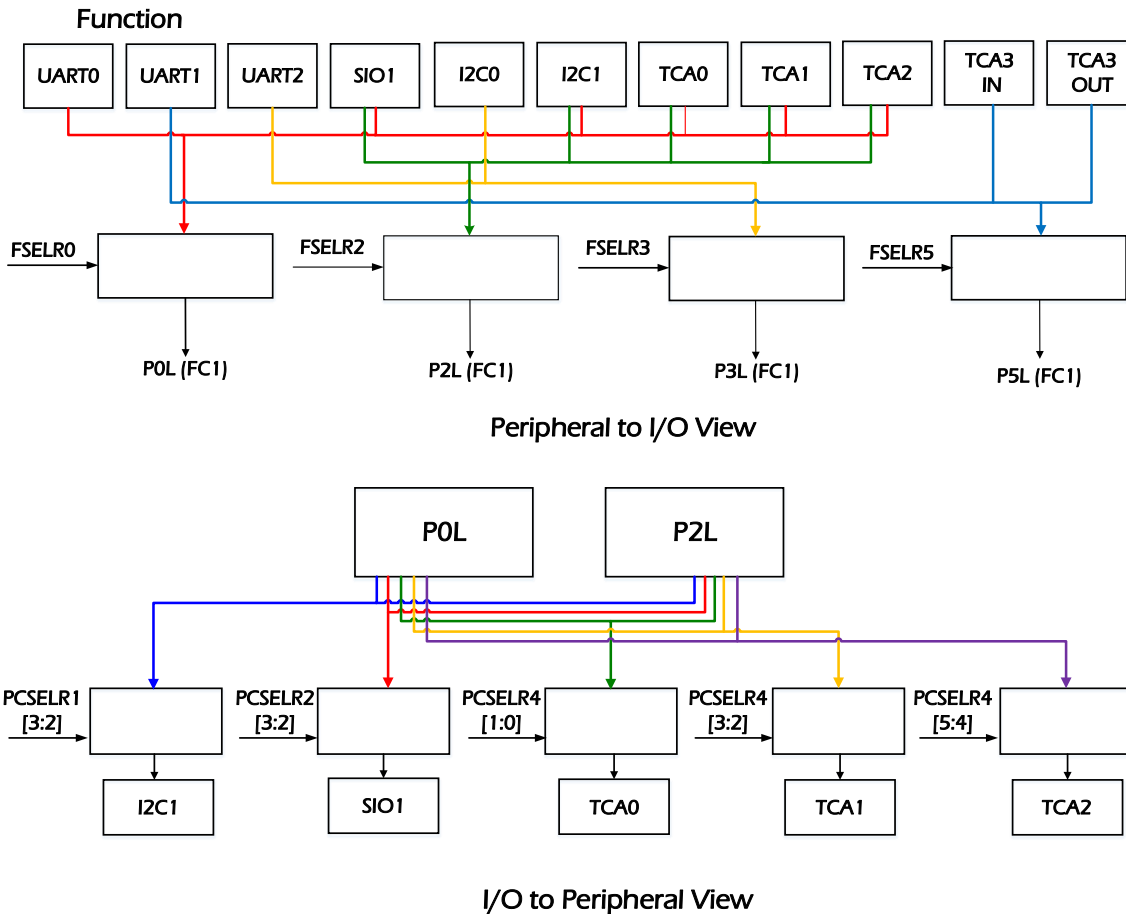 Function
UART0
UART1
UART2
SIO1
I2C0
I2C1
TCA0
TCA1
TCA2
TCA3
IN
TCA3
OUT
FSELR0
FSELR2
FSELR3
FSELR5
P0L (FC1)
P2L (FC1)
P3L (FC1)
P5L (FC1)
Peripheral to I/O View
P0L
P2L
PCSELR1
[3:2]
PCSELR2
[3:2]
PCSELR4
[1:0]
PCSELR4
[3:2]
PCSELR4
[5:4]
I2C1
SIO1
TCA0
TCA1
TCA2
I/O to Peripheral View